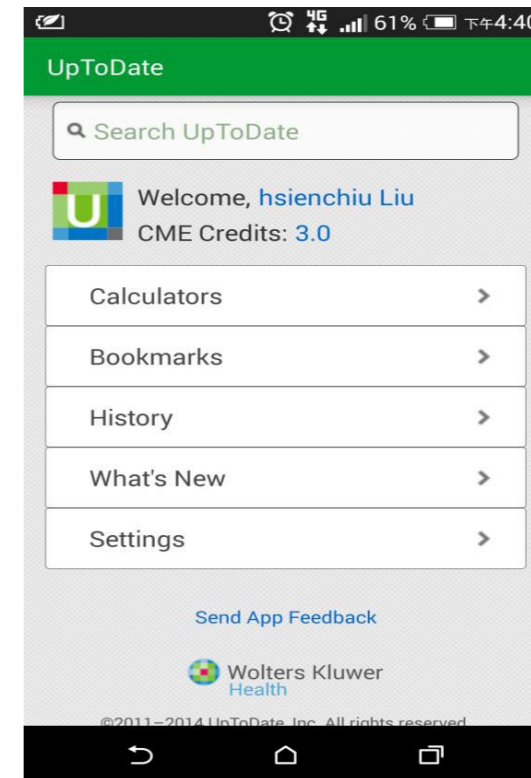 4G 61% 下午4:40
UpToDate
Search UpToDate
U
Welcome, hsienchiu Liu
CME Credits: 3.0
Calculators
Bookmarks
History
What's New
Settings
Send App Feedback
Wolters Kluwer
Health
©2011–2014 UpToDate, Inc. All rights reserved